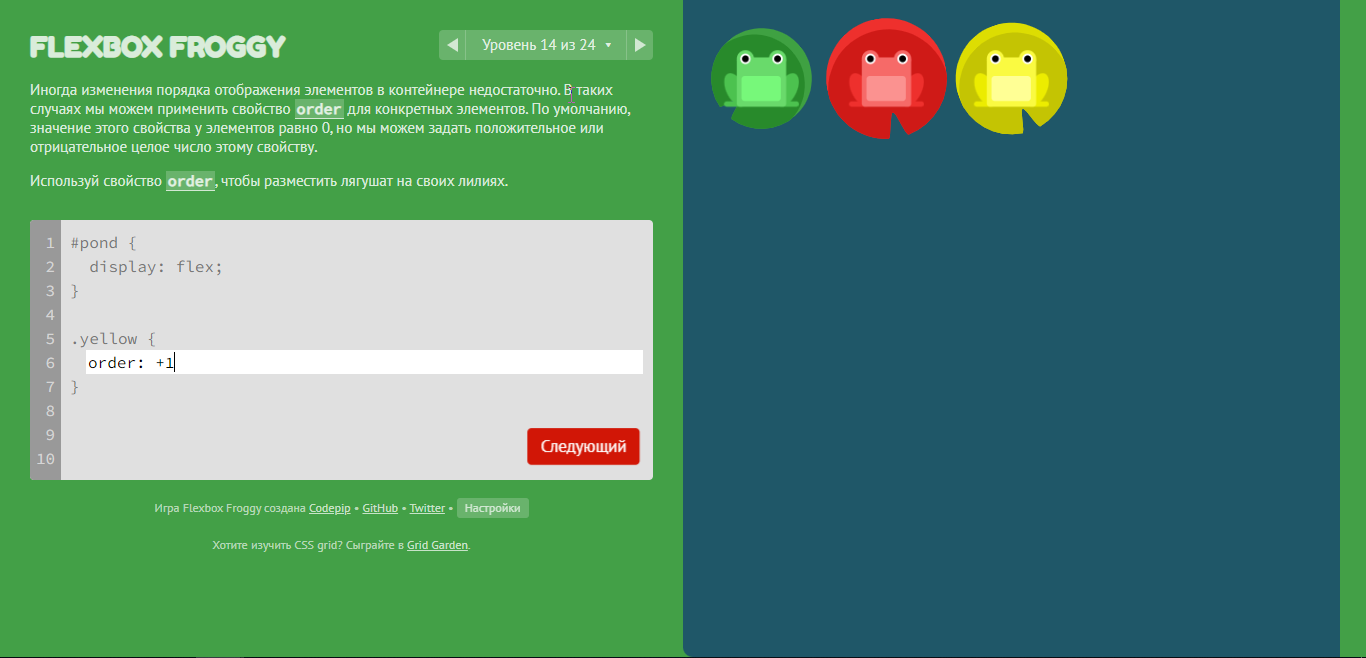 FLEXBOX FROGGY
Уровень 14 из 24
Иногда изменения порядка отображения элементов в контейнере недостаточно. В таких
случаях мы можем применить свойство order для конкретных элементов. По умолчанию,
значение этого свойства у элементов равно 0, но мы можем задать положительное или
отрицательное целое число этому свойству.
Используй свойство order, чтобы разместить лягушат на своих лилиях.
1 #pond {
2 display: flex;
3 }
4
5 .yellow {
6 order: +1
7 }
8
9
10
Следующий
Игра Flexbox Froggy создана Codepip • GitHub • Twitter • Настройки
Хотите изучить CSS grid? Сыграйте в Grid Garden.